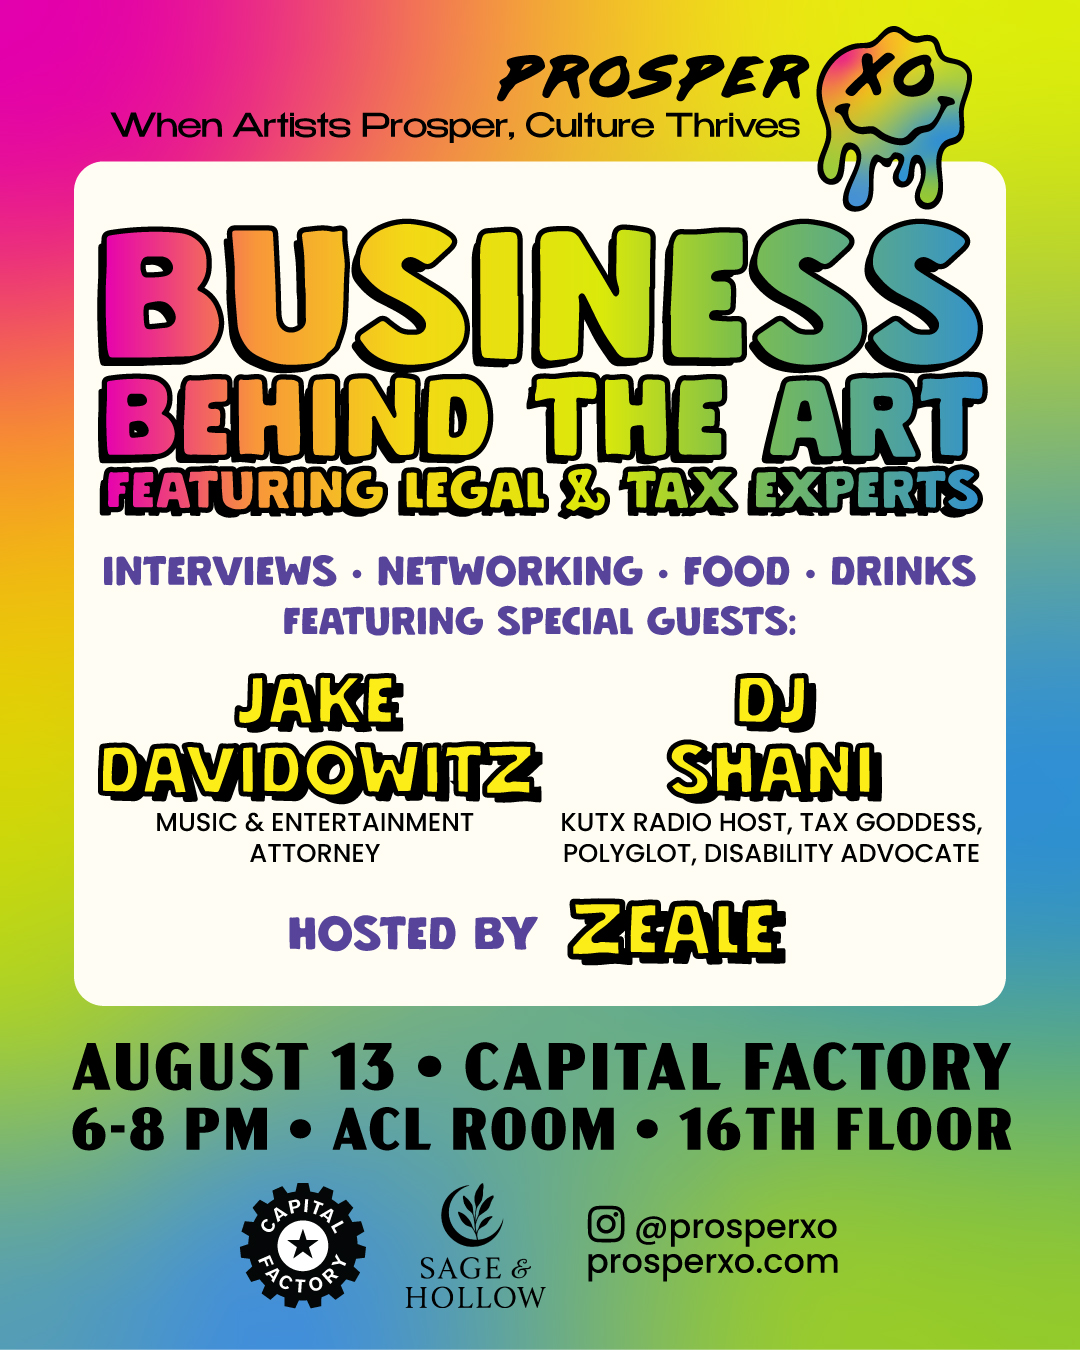 PROSPER XO
When Artists Prosper, Culture Thrives
BUSINESS
BEHIND THE ART
FEATURING LEGAL & TAX EXPERTS
INTERVIEWS · NETWORKING · FOOD · DRINKS
FEATURING SPECIAL GUESTS:
JAKE
DAVIDOWITZ
MUSIC & ENTERTAINMENT
ATTORNEY
DJ
SHANI
KUTX RADIO HOST, TAX GODDESS,
POLYGLOT, DISABILITY ADVOCATE
HOSTED BY ZEALE
AUGUST 13 • CAPITAL FACTORY
6-8 PM • ACL ROOM • 16TH FLOOR
CAPITAL
FACTORY
SAGE &
HOLLOW
@prosperxo
prosperxo.com